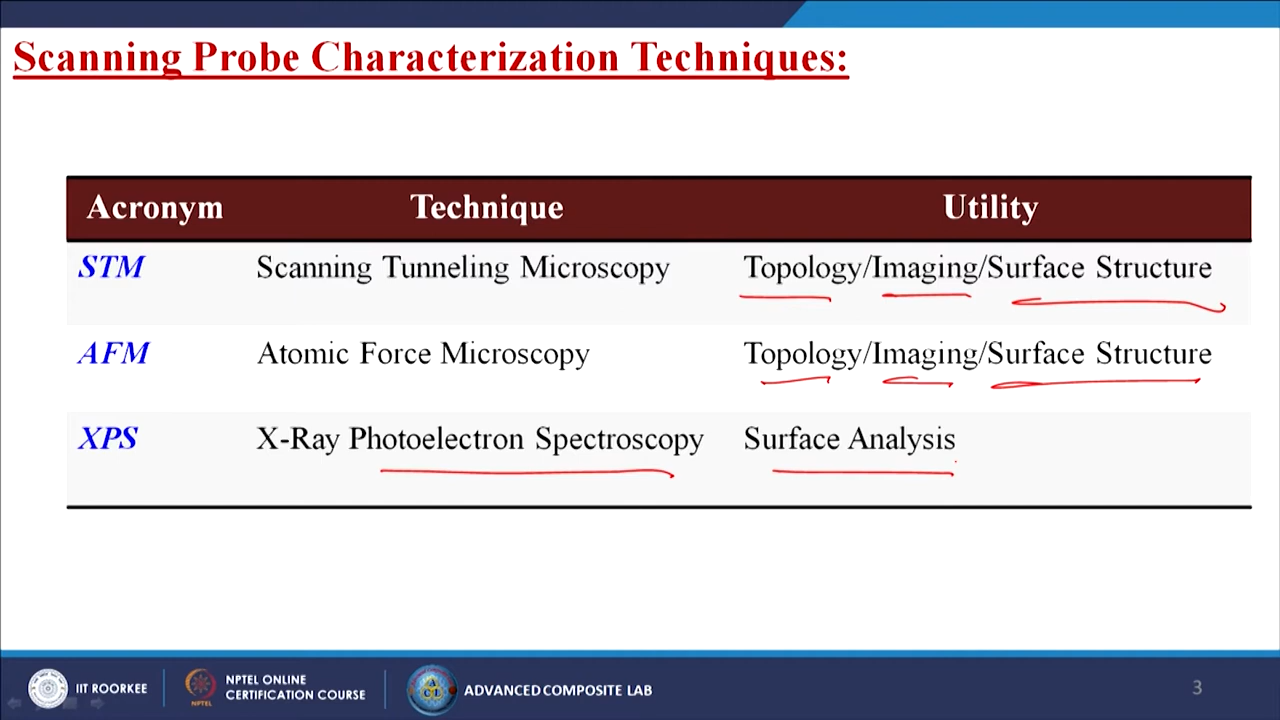 Scanning Probe Characterization Techniques:
Acronym Technique Utility
STM Scanning Tunneling Microscopy Topology/Imaging/Surface Structure
AFM Atomic Force Microscopy Topology/Imaging/Surface Structure
XPS X-Ray Photoelectron Spectroscopy Surface Analysis
IIT ROORKEE
NPTEL
NPTEL ONLINE
CERTIFICATION COURSE
ADVANCED COMPOSITE LAB
3